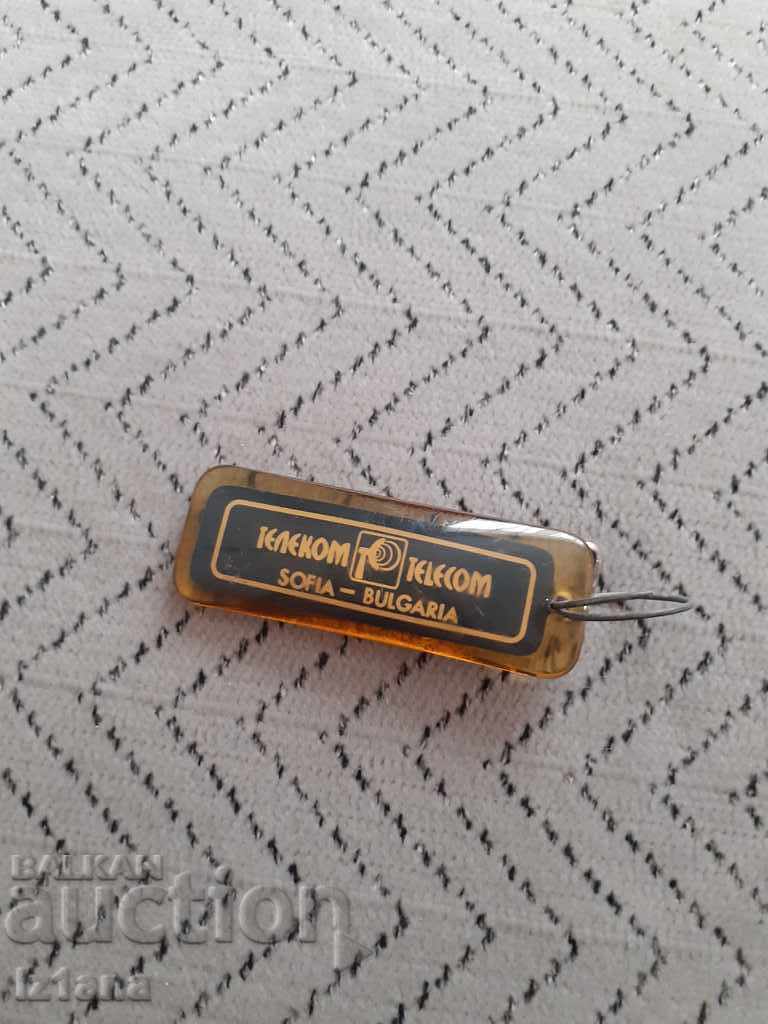 ТЕЛЕКОМ TELECOM
SOFIA – BULGARIA
BALKAN
auction
iz1ana